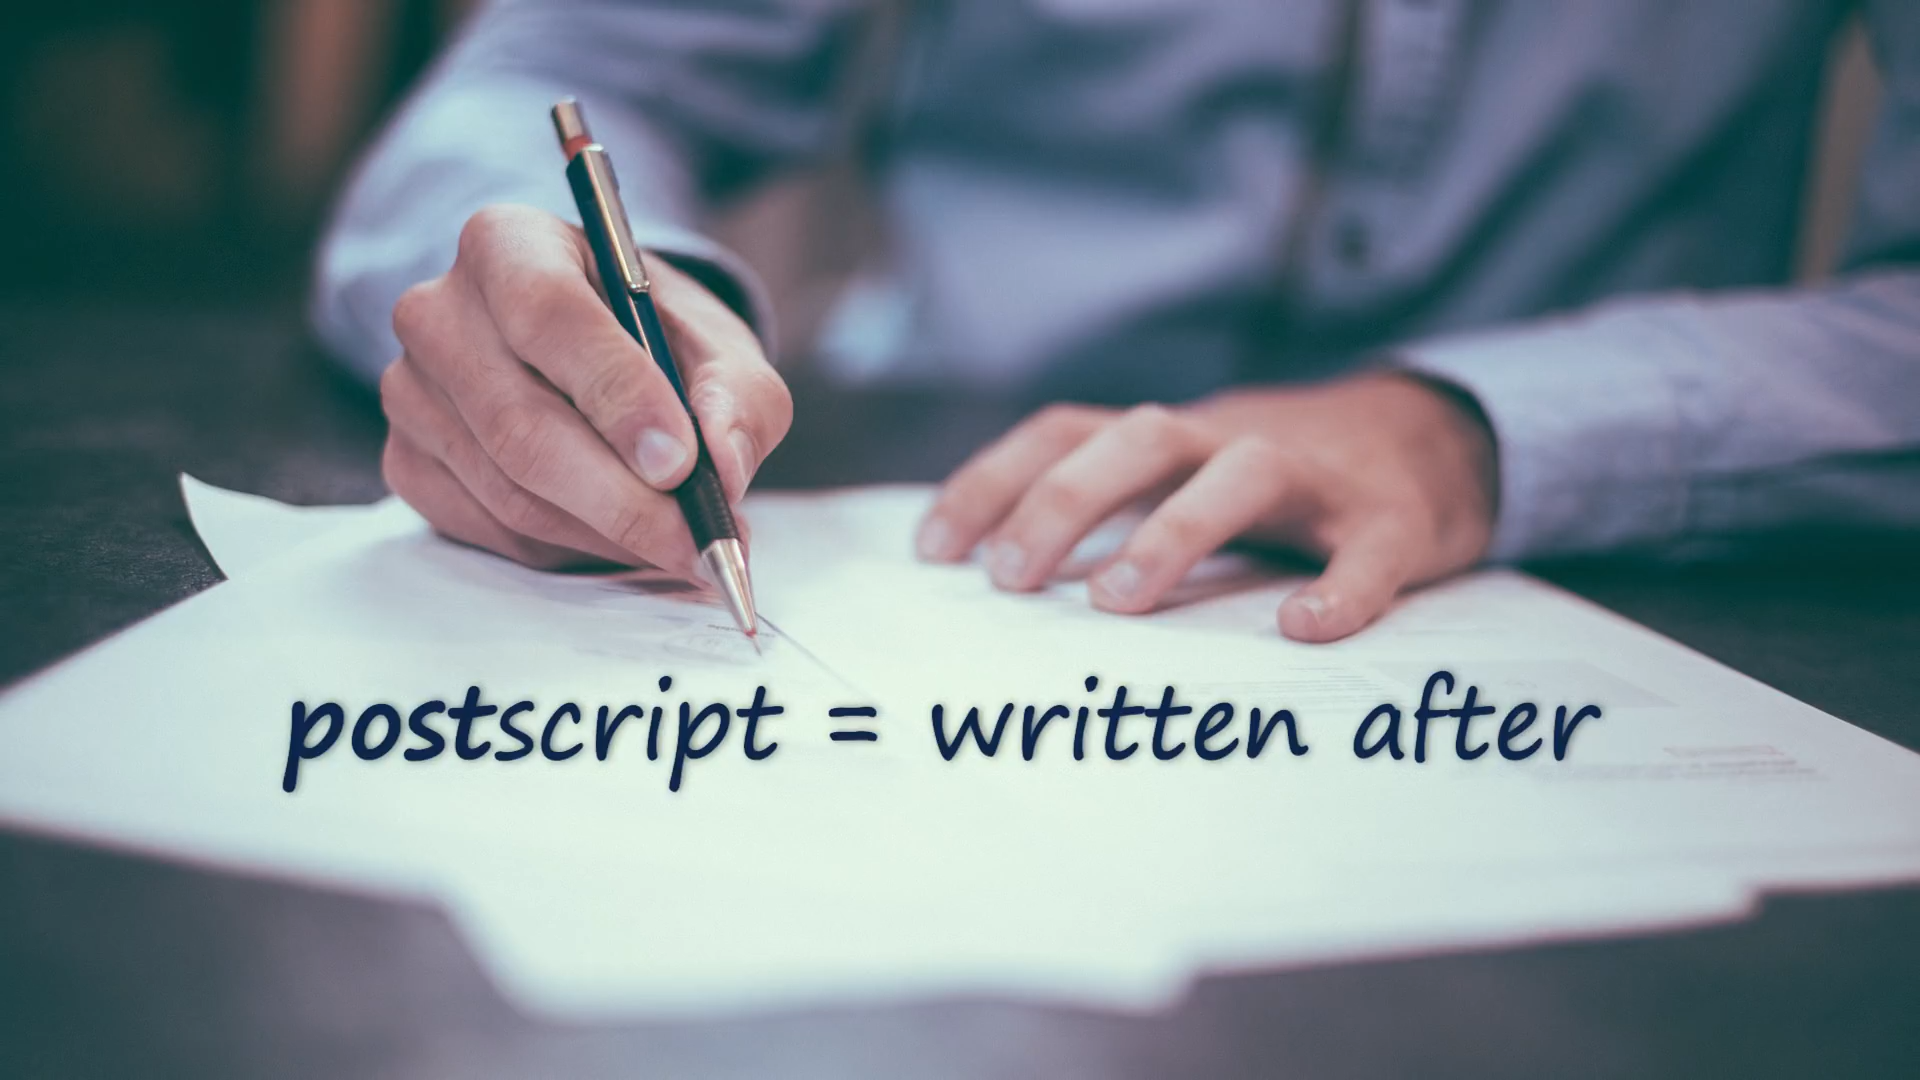 postscript = written after